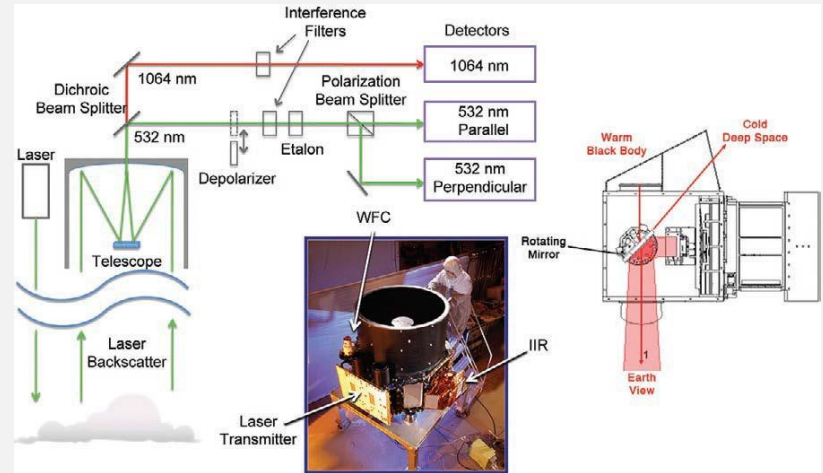 Interference
Filters
Detectors
1064 nm
1064 nm
Dichroic
Beam Splitter
Polarization
Beam Splitter
532 nm
532 nm
Parallel
Laser
Etalon
Depolarizer
532 nm
Perpendicular
Telescope
Laser
Backscatter
WFC
IIR
Laser
Transmitter
Warm
Black Body
Cold
Deep Space
Rotating
Mirror
1
Earth
View